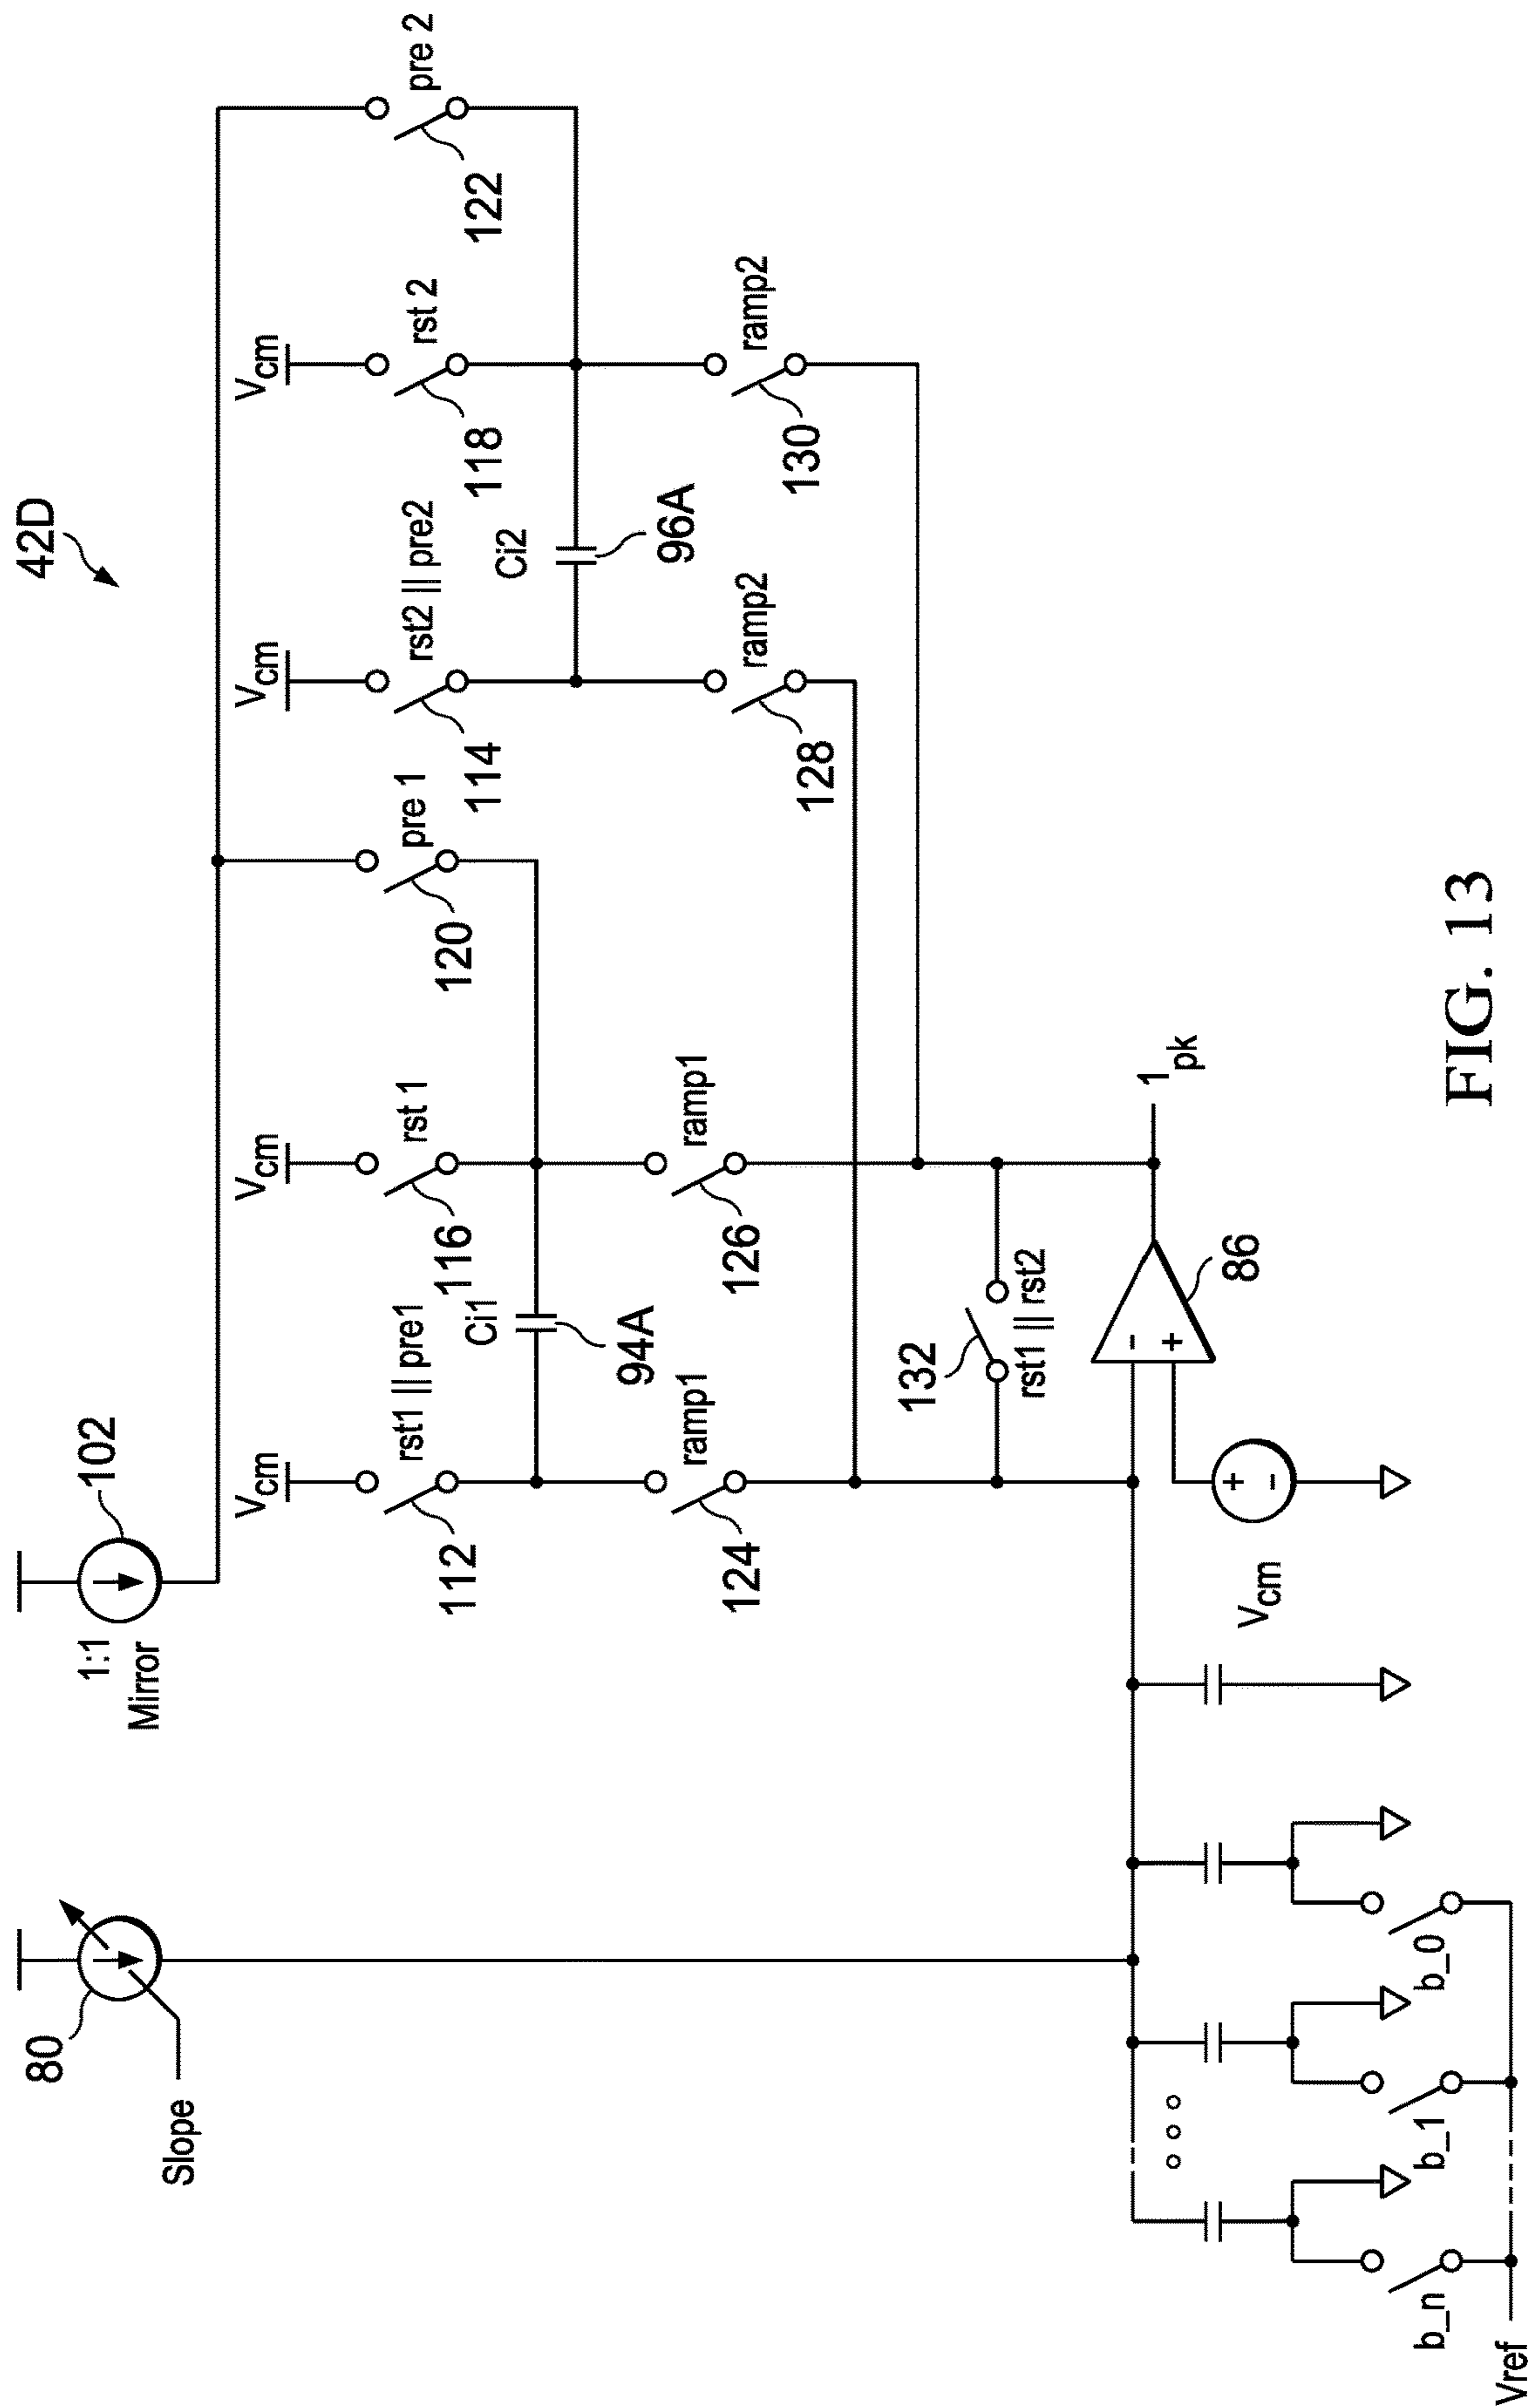 42D
Slope
80
1:1
Mirror
102
Vcm
Vcm
Vcm
Vcm
rst1 || pre1
rst 1
pre 1
rst2 || pre2
rst 2
pre 2
112
116
120
114
118
122
Ci1
94A
Ci2
96A
ramp1
ramp1
ramp2
ramp2
124
126
128
130
132
rst1 || rst2
-
+
86
1pk
+
-
Vcm
b_n
b_1
b_0
Vref
FIG. 13